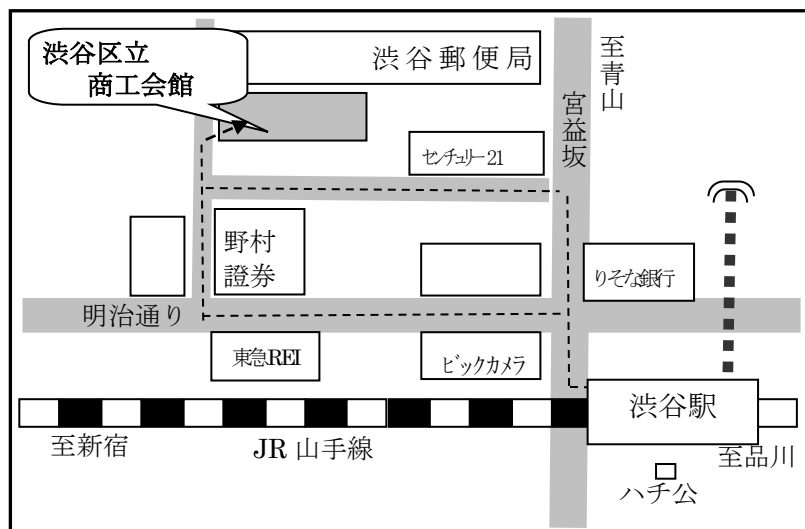 渋谷区立
商工会館
渋谷郵便局
至青山
宮益坂
センチュリー21
野村
證券
りそな銀行
明治通り
東急REI
ビックカメラ
渋谷駅
至新宿
JR山手線
至品川
ハチ公